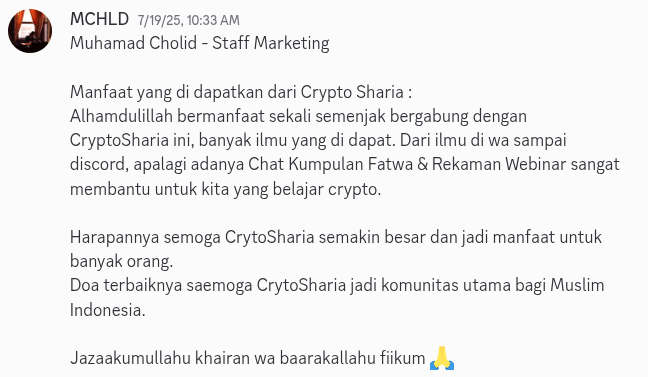 MCHLD 7/19/25, 10:33 AM
Muhamad Cholid - Staff Marketing
Manfaat yang di dapatkan dari Crypto Sharia :
Alhamdulillah bermanfaat sekali semenjak bergabung dengan
CryptoSharia ini, banyak ilmu yang di dapat. Dari ilmu di wa sampai
discord, apalagi adanya Chat Kumpulan Fatwa & Rekaman Webinar sangat
membantu untuk kita yang belajar crypto.
Harapannya semoga CrytoSharia semakin besar dan jadi manfaat untuk
banyak orang.
Doa terbaiknya saemoga CrytoSharia jadi komunitas utama bagi Muslim
Indonesia.
Jazaakumullahu khairan wa baarakallahu fiikum 🙏